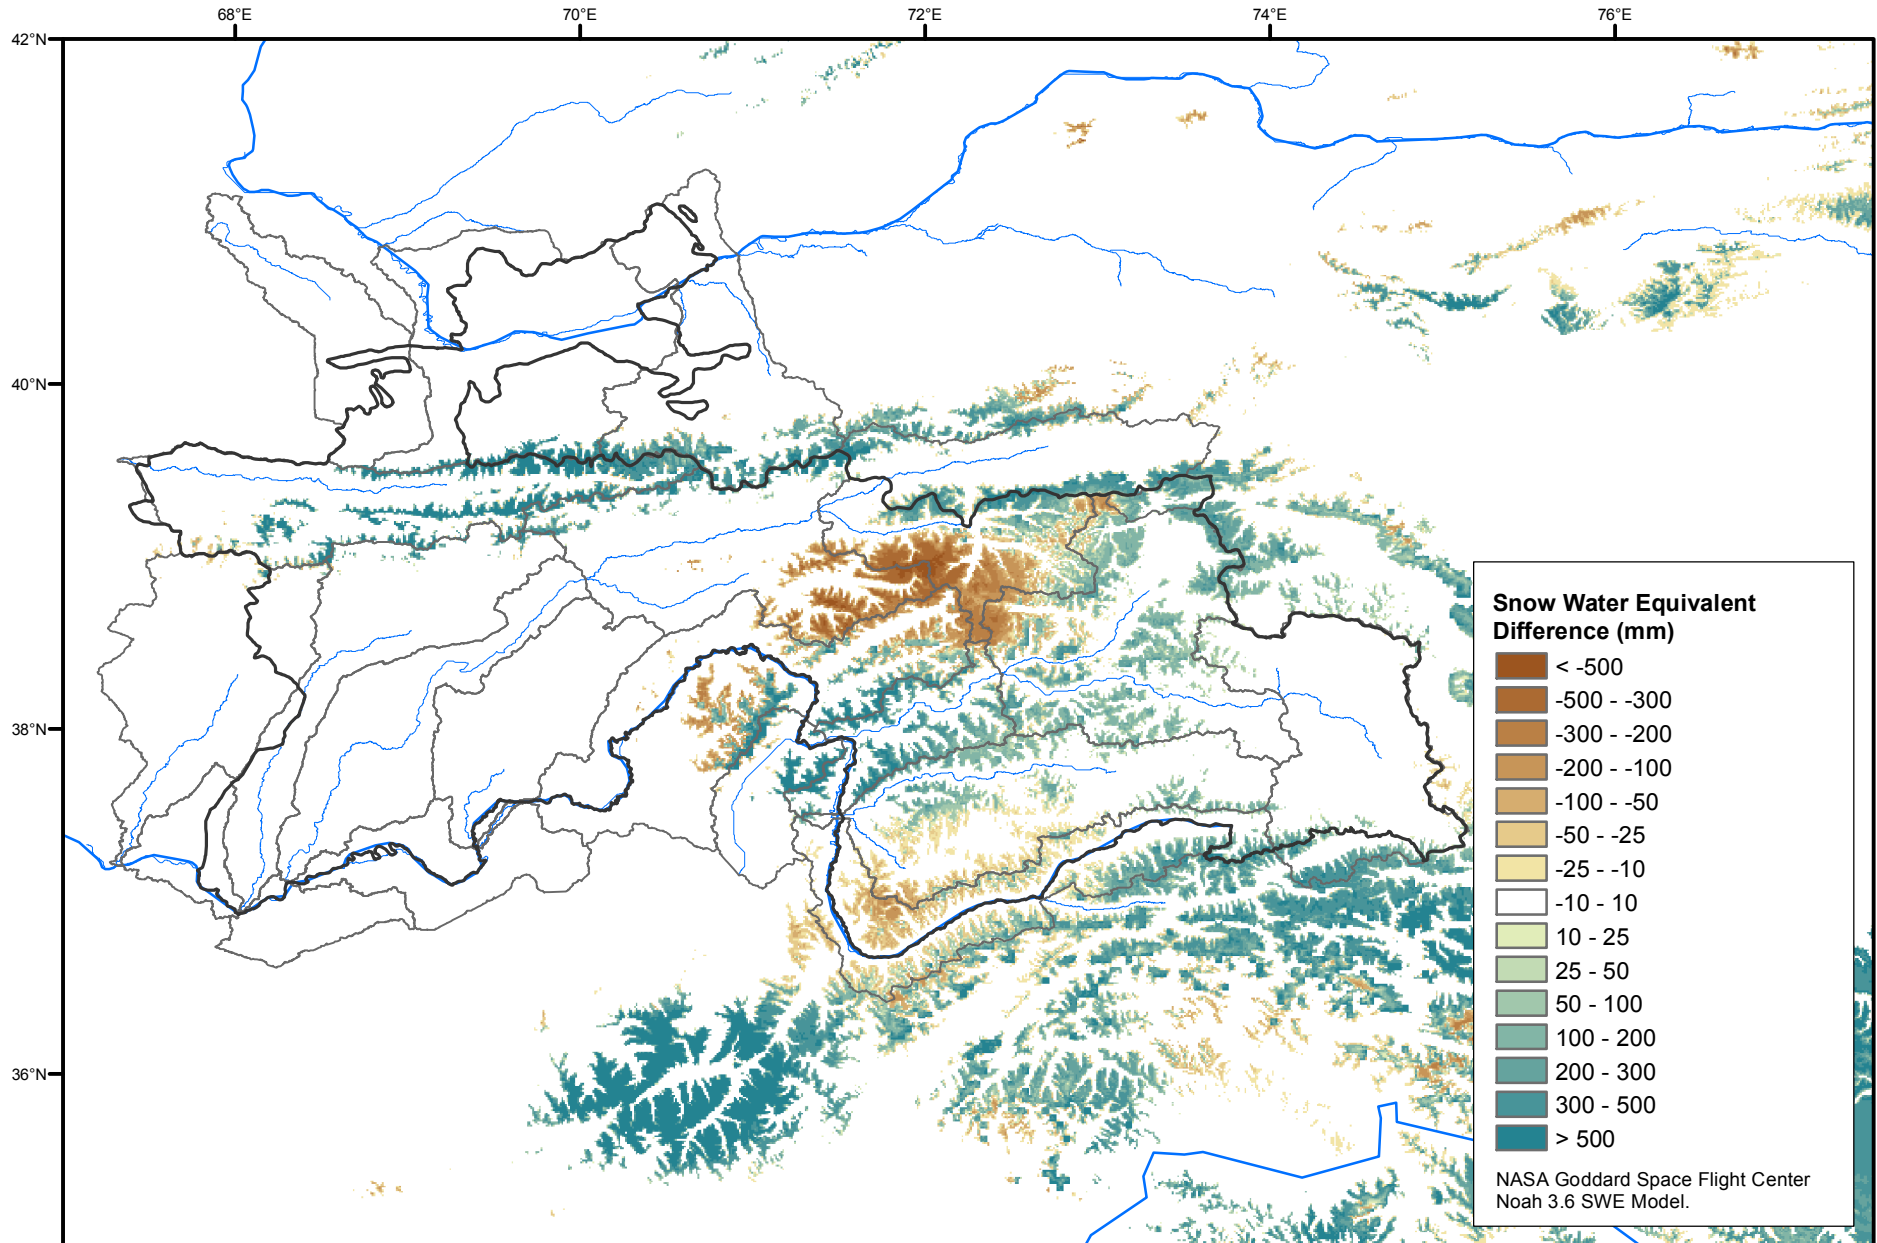 68°E
70°E
72°E
74°E
76°E
42°N
40°N
38°N
36°N
Snow Water Equivalent
Difference (mm)
< -500
-500 - -300
-300 - -200
-200 - -100
-100 - -50
-50 - -25
-25 - -10
-10 - 10
10 - 25
25 - 50
50 - 100
100 - 200
200 - 300
300 - 500
> 500
NASA Goddard Space Flight Center
Noah 3.6 SWE Model.